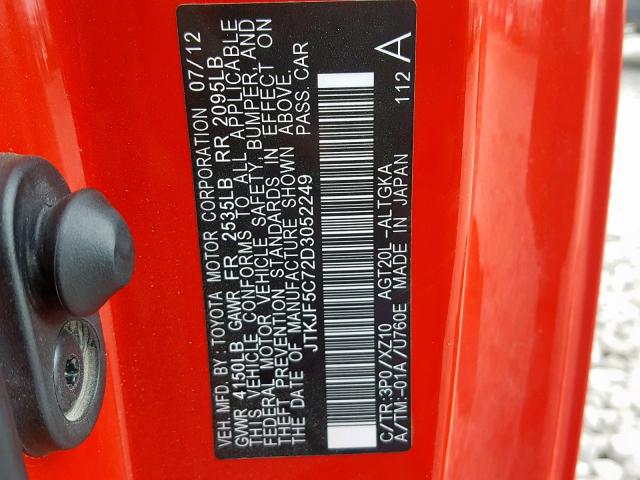 VEH. MFD. BY: TOYOTA MOTOR CORPORATION 07/12
GVWR 4150LB GAWR FR 2535LB RR 2095LB
THIS VEHICLE CONFORMS TO ALL APPLICABLE
FEDERAL MOTOR VEHICLE SAFETY, BUMPER, AND
THEFT PREVENTION STANDARDS IN EFFECT ON
THE DATE OF MANUFACTURE SHOWN ABOVE.
JTKJF5C72D3052249 PASS. CAR
C/TR:3P0/XZ10 AGT20L-ALTGKA
A/TM:-01A/U760E MADE IN JAPAN 112 A